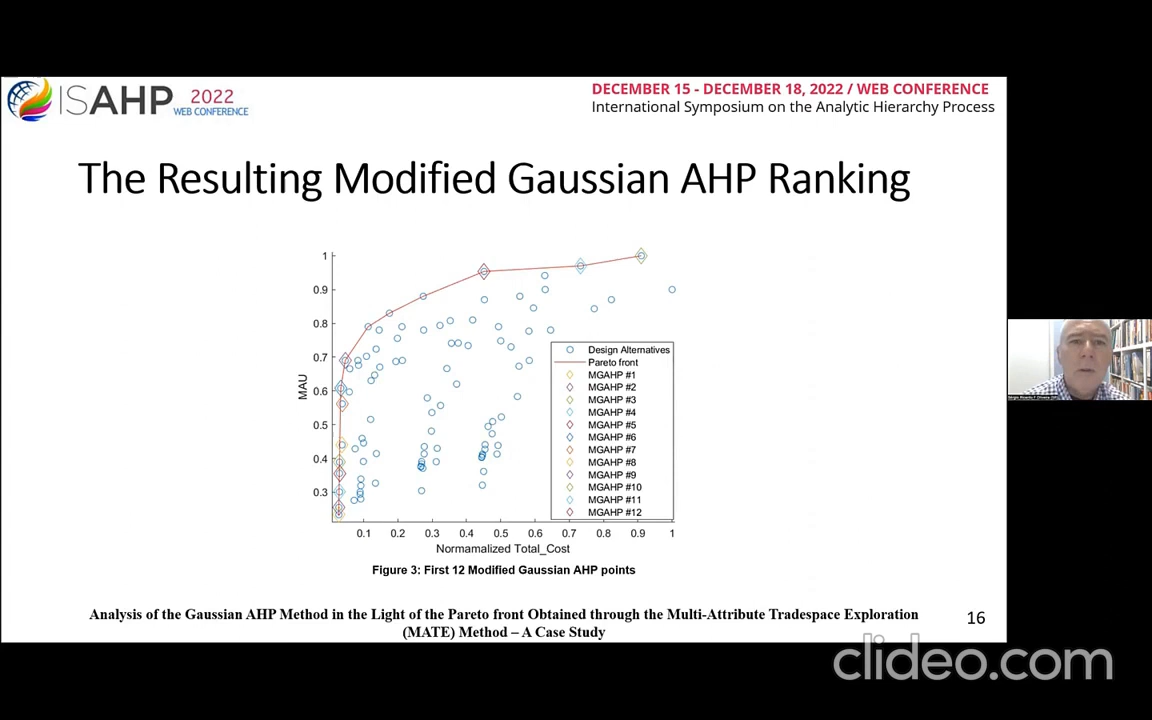 ISAHP 2022
WEB CONFERENCE
DECEMBER 15 - DECEMBER 18, 2022 / WEB CONFERENCE
International Symposium on the Analytic Hierarchy Process
The Resulting Modified Gaussian AHP Ranking
1
0.9
0.8
0.7
0.6
0.5
0.4
0.3
MAU
Design Alternatives
Pareto front
MGAHP #1
MGAHP #2
MGAHP #3
MGAHP #4
MGAHP #5
MGAHP #6
MGAHP #7
MGAHP #8
MGAHP #9
MGAHP #10
MGAHP #11
MGAHP #12
0.1 0.2 0.3 0.4 0.5 0.6 0.7 0.8 0.9 1
Normamalized Total_Cost
Figure 3: First 12 Modified Gaussian AHP points
Analysis of the Gaussian AHP Method in the Light of the Pareto front Obtained through the Multi-Attribute Tradespace Exploration
(MATE) Method – A Case Study
16
clideo.com